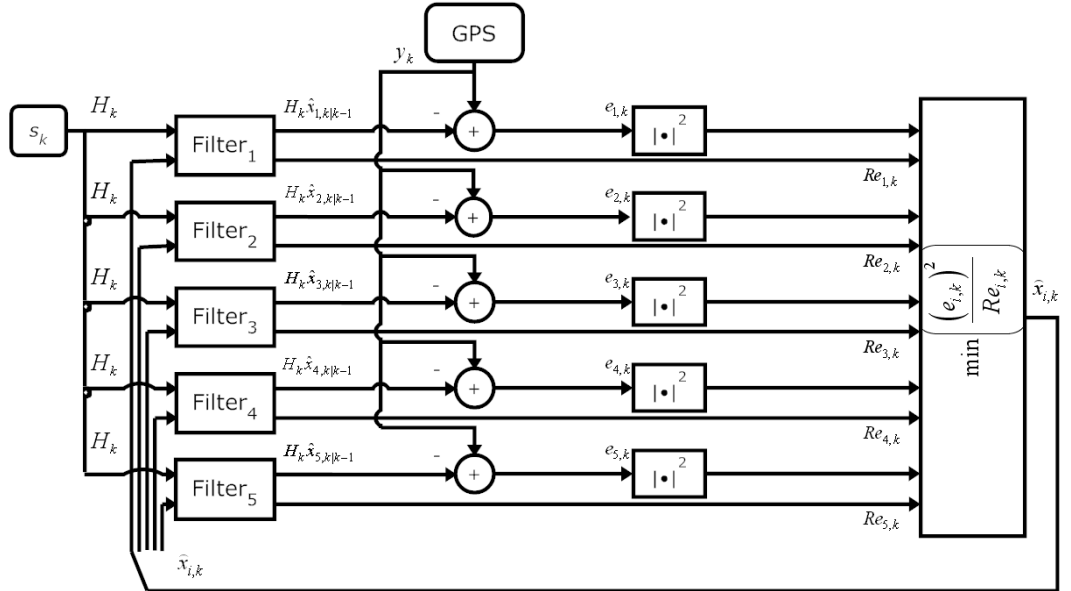 GPS
y_k
s_k
H_k
H_k x̂_{1,k|k−1}
-
+
e_{1,k}
|•|^2
Filter_1
Re_{1,k}
H_k
H_k x̂_{2,k|k−1}
-
+
e_{2,k}
|•|^2
Filter_2
Re_{2,k}
H_k
H_k x̂_{3,k|k−1}
-
+
e_{3,k}
|•|^2
Filter_3
Re_{3,k}
H_k
H_k x̂_{4,k|k−1}
-
+
e_{4,k}
|•|^2
Filter_4
Re_{4,k}
H_k
H_k x̂_{5,k|k−1}
-
+
e_{5,k}
|•|^2
Filter_5
Re_{5,k}
min (e_{i,k})^2 / Re_{i,k}
x̂_{i,k}
x̂_{i,k}